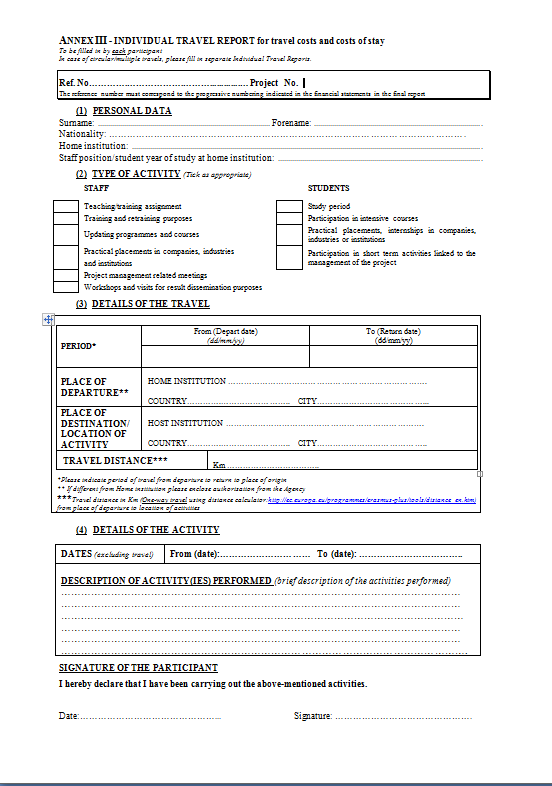 ANNEX III - INDIVIDUAL TRAVEL REPORT for travel costs and costs of stay
To be filled in by each participant
In case of circular/multiple travels, please fill in separate Individual Travel Reports.
Ref. No................................................... Project No.
The reference number must correspond to the progressive numbering indicated in the financial statements in the final report
(1) PERSONAL DATA
Surname: ........................................ Forename: ........................................
Nationality: ........................................
Home institution: ........................................
Staff position/student year of study at home institution: ........................................
(2) TYPE OF ACTIVITY (Tick as appropriate)
STAFF
Teaching/training assignment
Training and retraining purposes
Updating programmes and courses
Practical placements in companies, industries
and institutions
Project management related meetings
Workshops and visits for result dissemination purposes
STUDENTS
Study period
Participation in intensive courses
Practical placements, internships in companies,
industries or institutions
Participation in short term activities linked to the
management of the project
(3) DETAILS OF THE TRAVEL
PERIOD*
From (Depart date)
(dd/mm/yy)
To (Return date)
(dd/mm/yy)
PLACE OF
DEPARTURE**
HOME INSTITUTION ........................................
COUNTRY.............................. CITY..............................
PLACE OF
DESTINATION/
LOCATION OF
ACTIVITY
HOST INSTITUTION ........................................
COUNTRY.............................. CITY..............................
TRAVEL DISTANCE***
Km ..............................
*Please indicate period of travel from departure to return to place of origin
** If different from Home institution please enclose authorisation from the Agency
***Travel distance in Km (One-way travel using distance calculator http://ec.europa.eu/programmes/erasmus-plus/tools/distance_en.htm)
from place of departure to location of activities
(4) DETAILS OF THE ACTIVITY
DATES (excluding travel)
From (date):.............................. To (date): ..............................
DESCRIPTION OF ACTIVITY(IES) PERFORMED (brief description of the activities performed)
SIGNATURE OF THE PARTICIPANT
I hereby declare that I have been carrying out the above-mentioned activities.
Date:........................................ Signature: ........................................